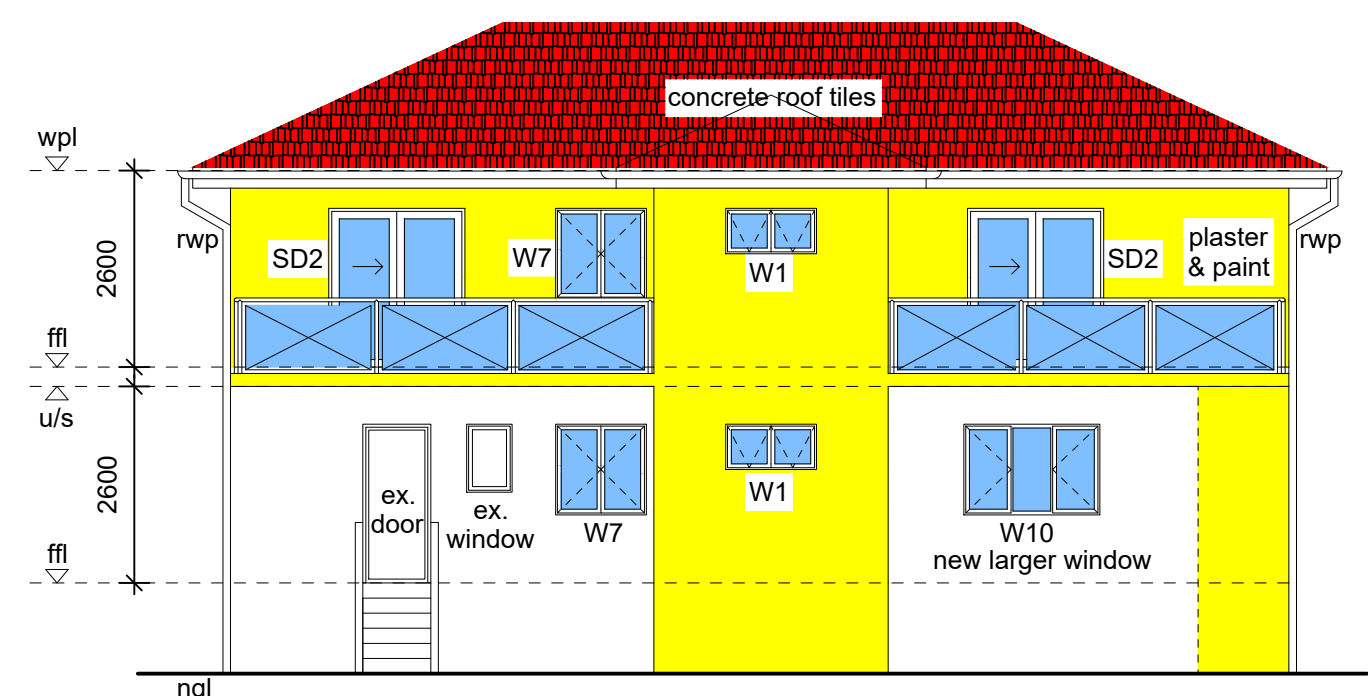 concrete roof tiles
wpl
rwp
SD2
W7
W1
SD2
plaster
& paint
rwp
2600
ffl
u/s
2600
ex.
door
ex.
window
W7
W1
W10
new larger window
ffl
ngl